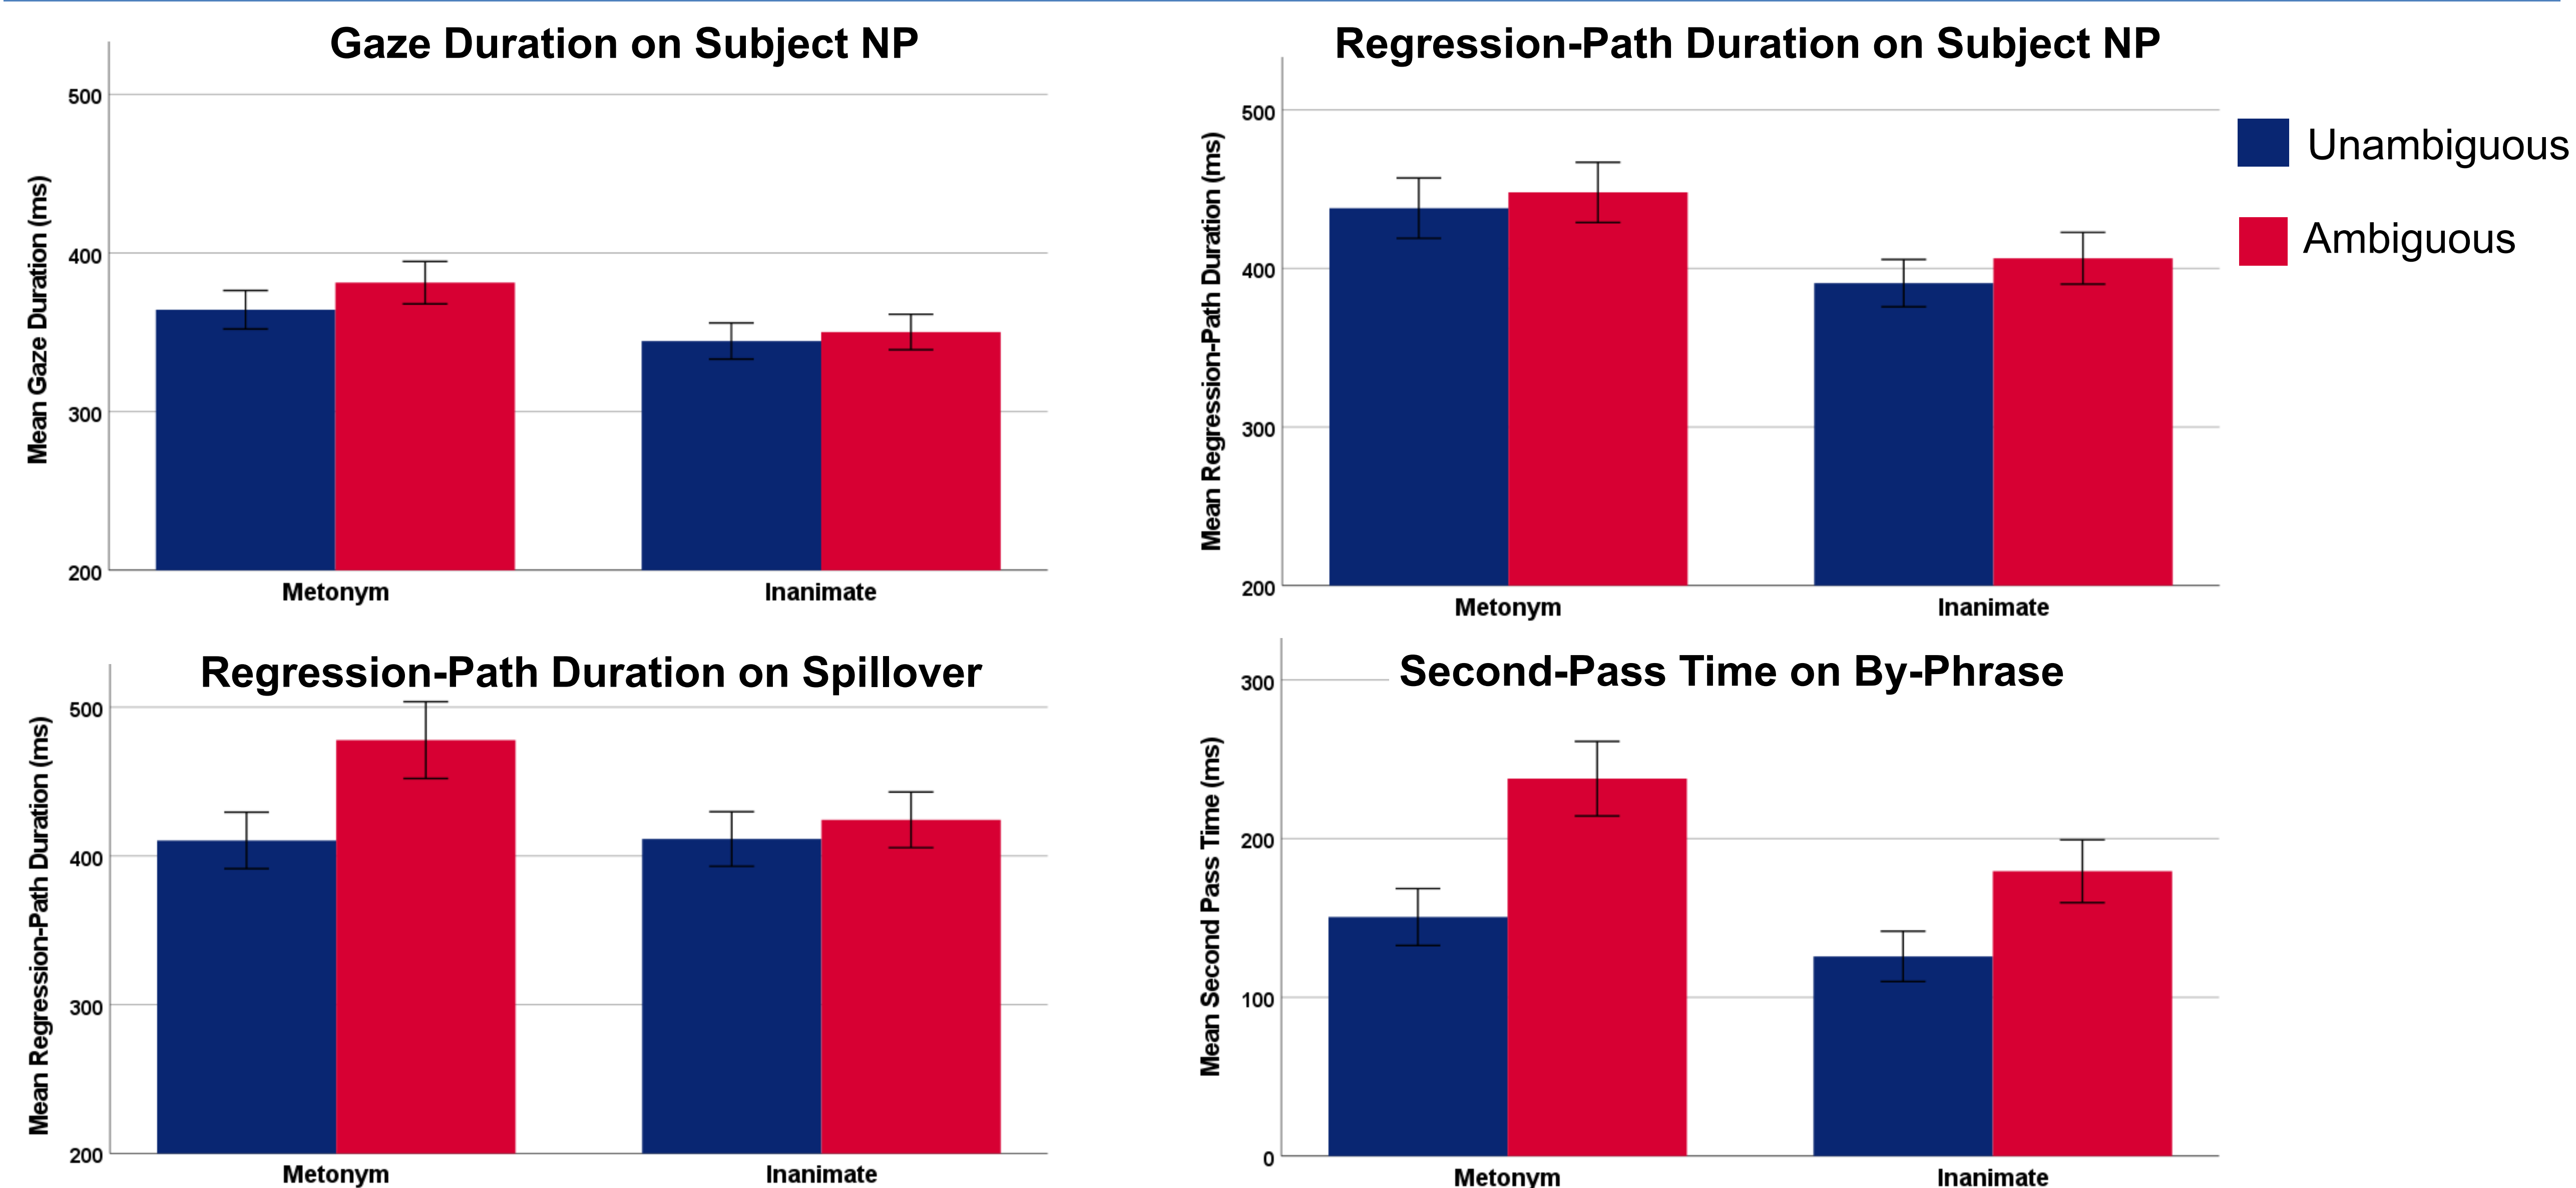 Gaze Duration on Subject NP
Mean Gaze Duration (ms)
500
400
300
200
Metonym Inanimate
Regression-Path Duration on Subject NP
Mean Regression-Path Duration (ms)
500
400
300
200
Metonym Inanimate
Unambiguous
Ambiguous
Regression-Path Duration on Spillover
Mean Regression-Path Duration (ms)
500
400
300
200
Metonym Inanimate
Second-Pass Time on By-Phrase
Mean Second Pass Time (ms)
300
200
100
0
Metonym Inanimate